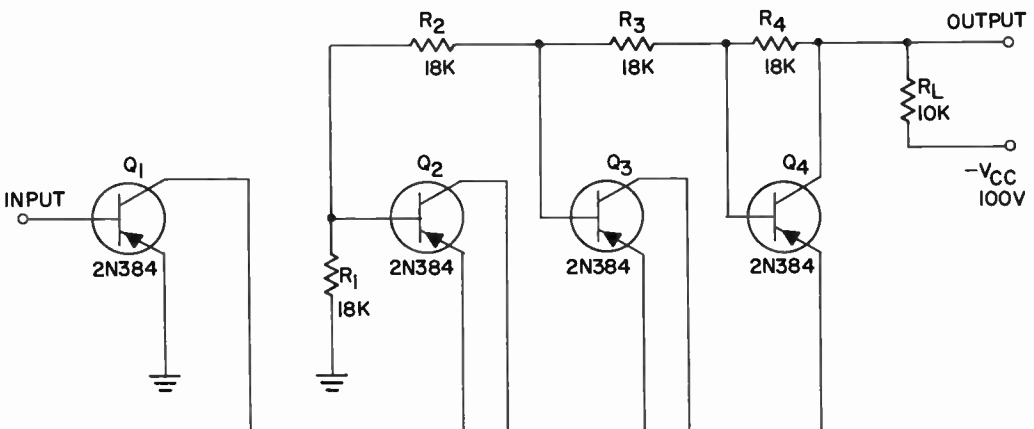 R2
18K
R3
18K
R4
18K
OUTPUT
RL
10K
-VCC
100V
INPUT
Q1
2N384
R1
18K
Q2
2N384
Q3
2N384
Q4
2N384